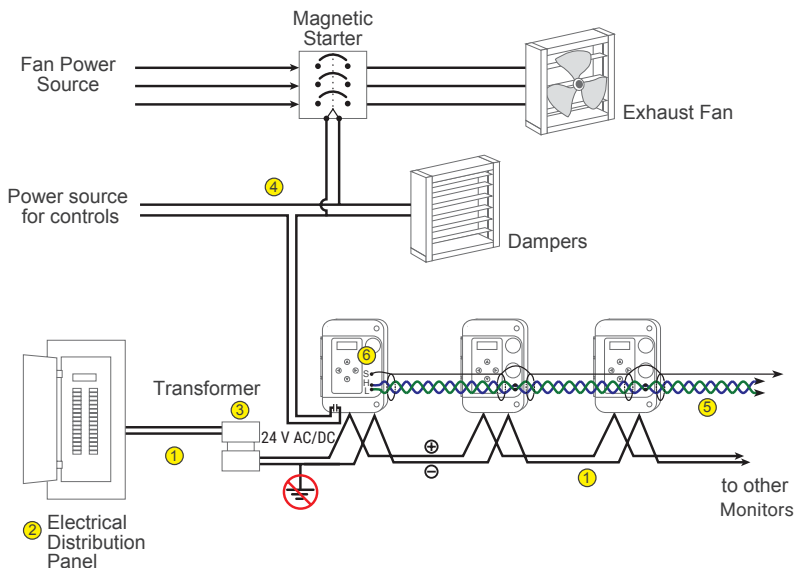 Magnetic
Starter
Fan Power
Source
Exhaust Fan
4
Power source
for controls
Dampers
6
S
H
L
Transformer
3
5
24 V AC/DC
1
+
−
1
to other
Monitors
2 Electrical
Distribution
Panel